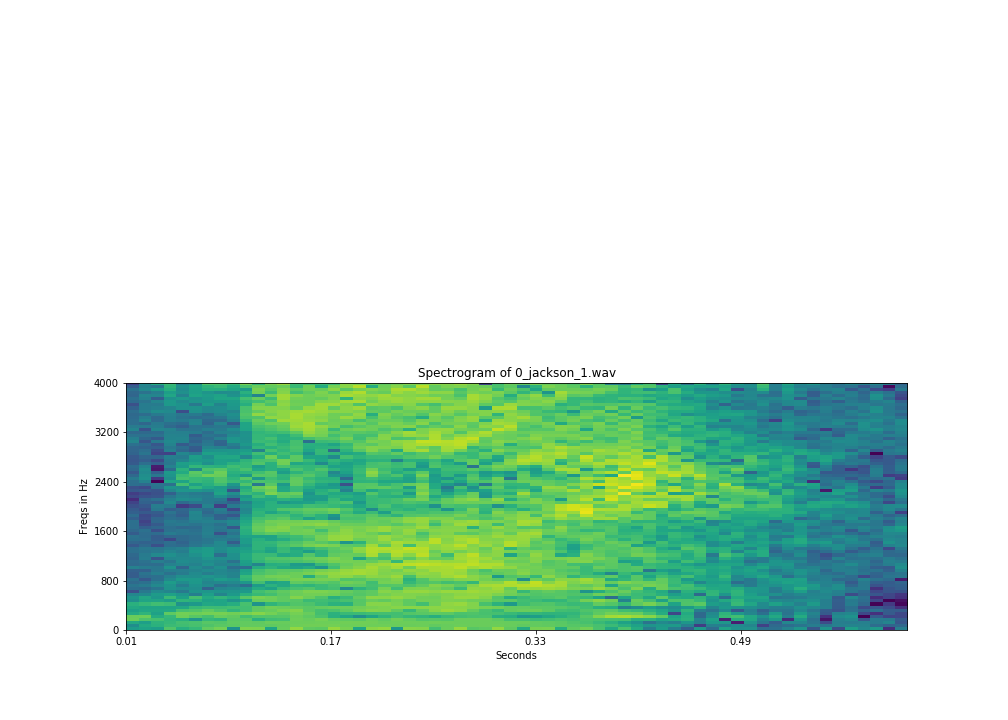 Spectrogram of 0_jackson_1.wav
4000
3200
2400
1600
800
0
Freqs in Hz
0.01 0.17 0.33 0.49
Seconds